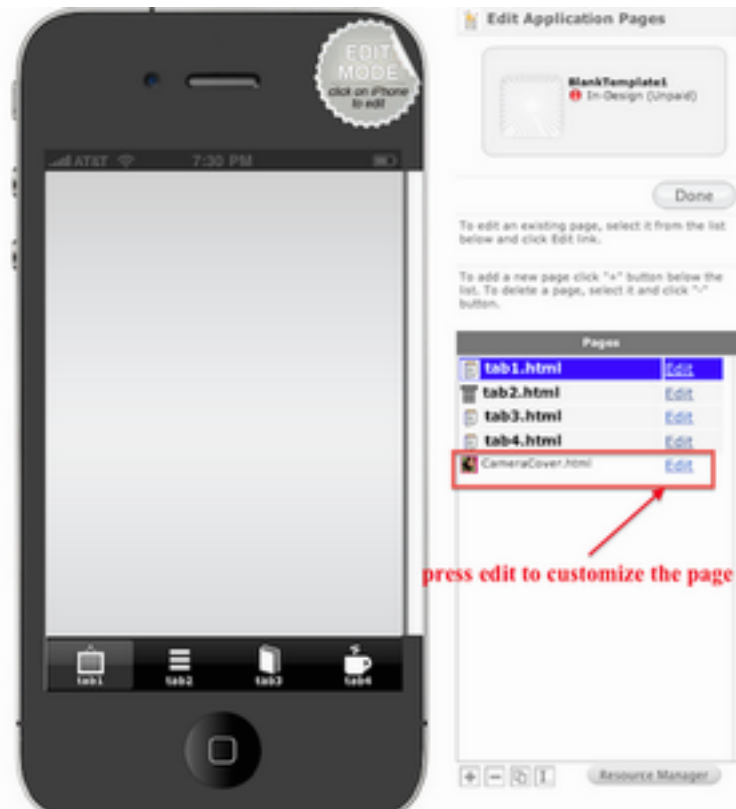 EDIT
MODE
click on iPhone
to edit
AT&T
7:30 PM
tab1
tab2
tab3
tab4
Edit Application Pages
BlankTemplate1
In-Design (Unpaid)
Done
To edit an existing page, select it from the list
below and click Edit link.
To add a new page click "+" button below the
list. To delete a page, select it and click "-"
button.
Pages
tab1.html Edit
tab2.html Edit
tab3.html Edit
tab4.html Edit
CameraCover.html Edit
press edit to customize the page
Resource Manager